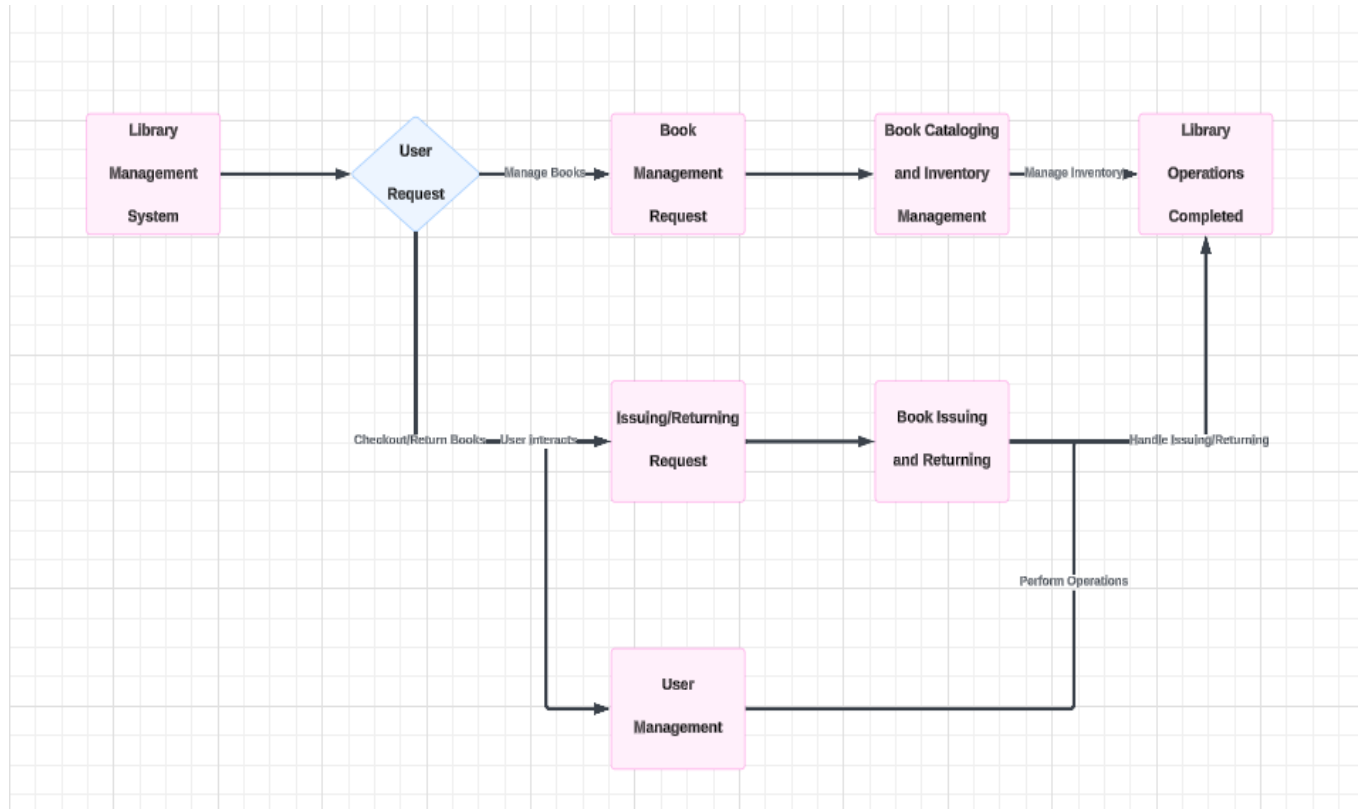 Library
Management
System
User
Request
Manage Books
Book
Management
Request
Book Cataloging
and Inventory
Management
Manage Inventory
Library
Operations
Completed
Checkout/Return Books
User interacts
Issuing/Returning
Request
Book Issuing
and Returning
Handle Issuing/Returning
Perform Operations
User
Management